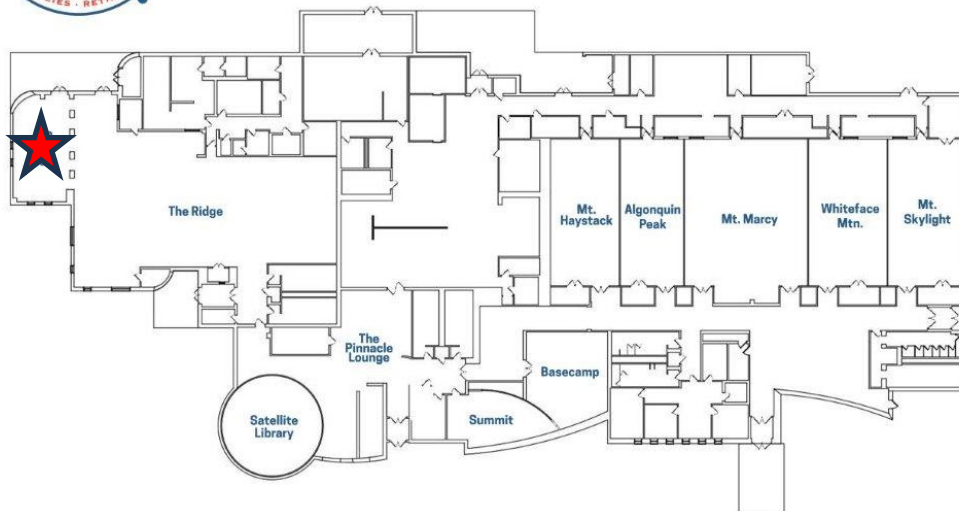 The Ridge
Mt.
Haystack
Algonquin
Peak
Mt. Marcy
Whiteface
Mtn.
Mt.
Skylight
The
Pinnacle
Lounge
Basecamp
Satellite
Library
Summit